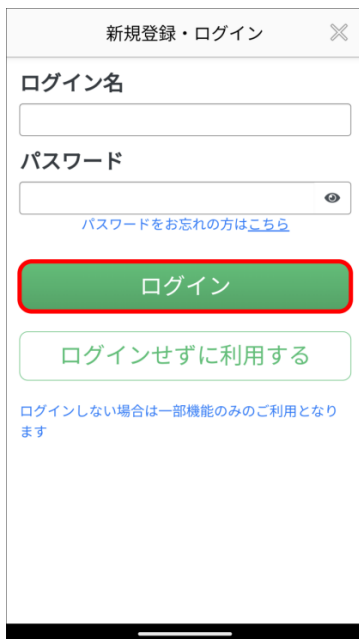 新規登録・ログイン
ログイン名
パスワード
パスワードをお忘れの方はこちら
ログイン
ログインせずに利用する
ログインしない場合は一部機能のみのご利用となり
ます